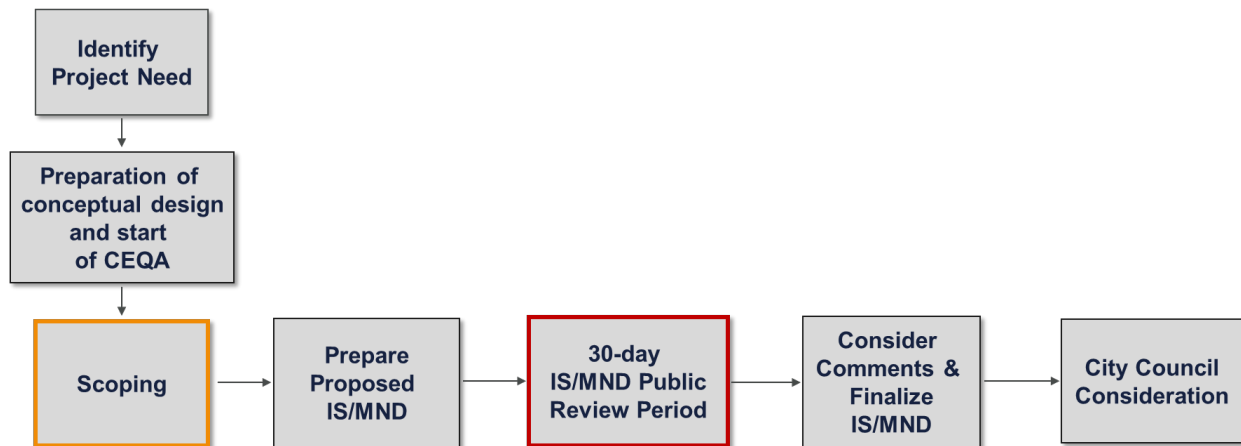 Identify
Project Need
Preparation of
conceptual design
and start
of CEQA
Scoping
Prepare
Proposed
IS/MND
30-day
IS/MND Public
Review Period
Consider
Comments &
Finalize
IS/MND
City Council
Consideration